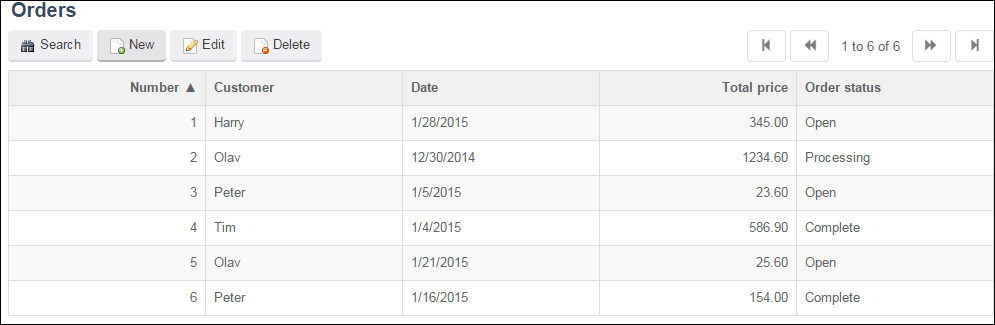 Orders
Search New Edit Delete 1 to 6 of 6
Number ▲ Customer Date Total price Order status
1 Harry 1/28/2015 345.00 Open
2 Olav 12/30/2014 1234.60 Processing
3 Peter 1/5/2015 23.60 Open
4 Tim 1/4/2015 586.90 Complete
5 Olav 1/21/2015 25.60 Open
6 Peter 1/16/2015 154.00 Complete